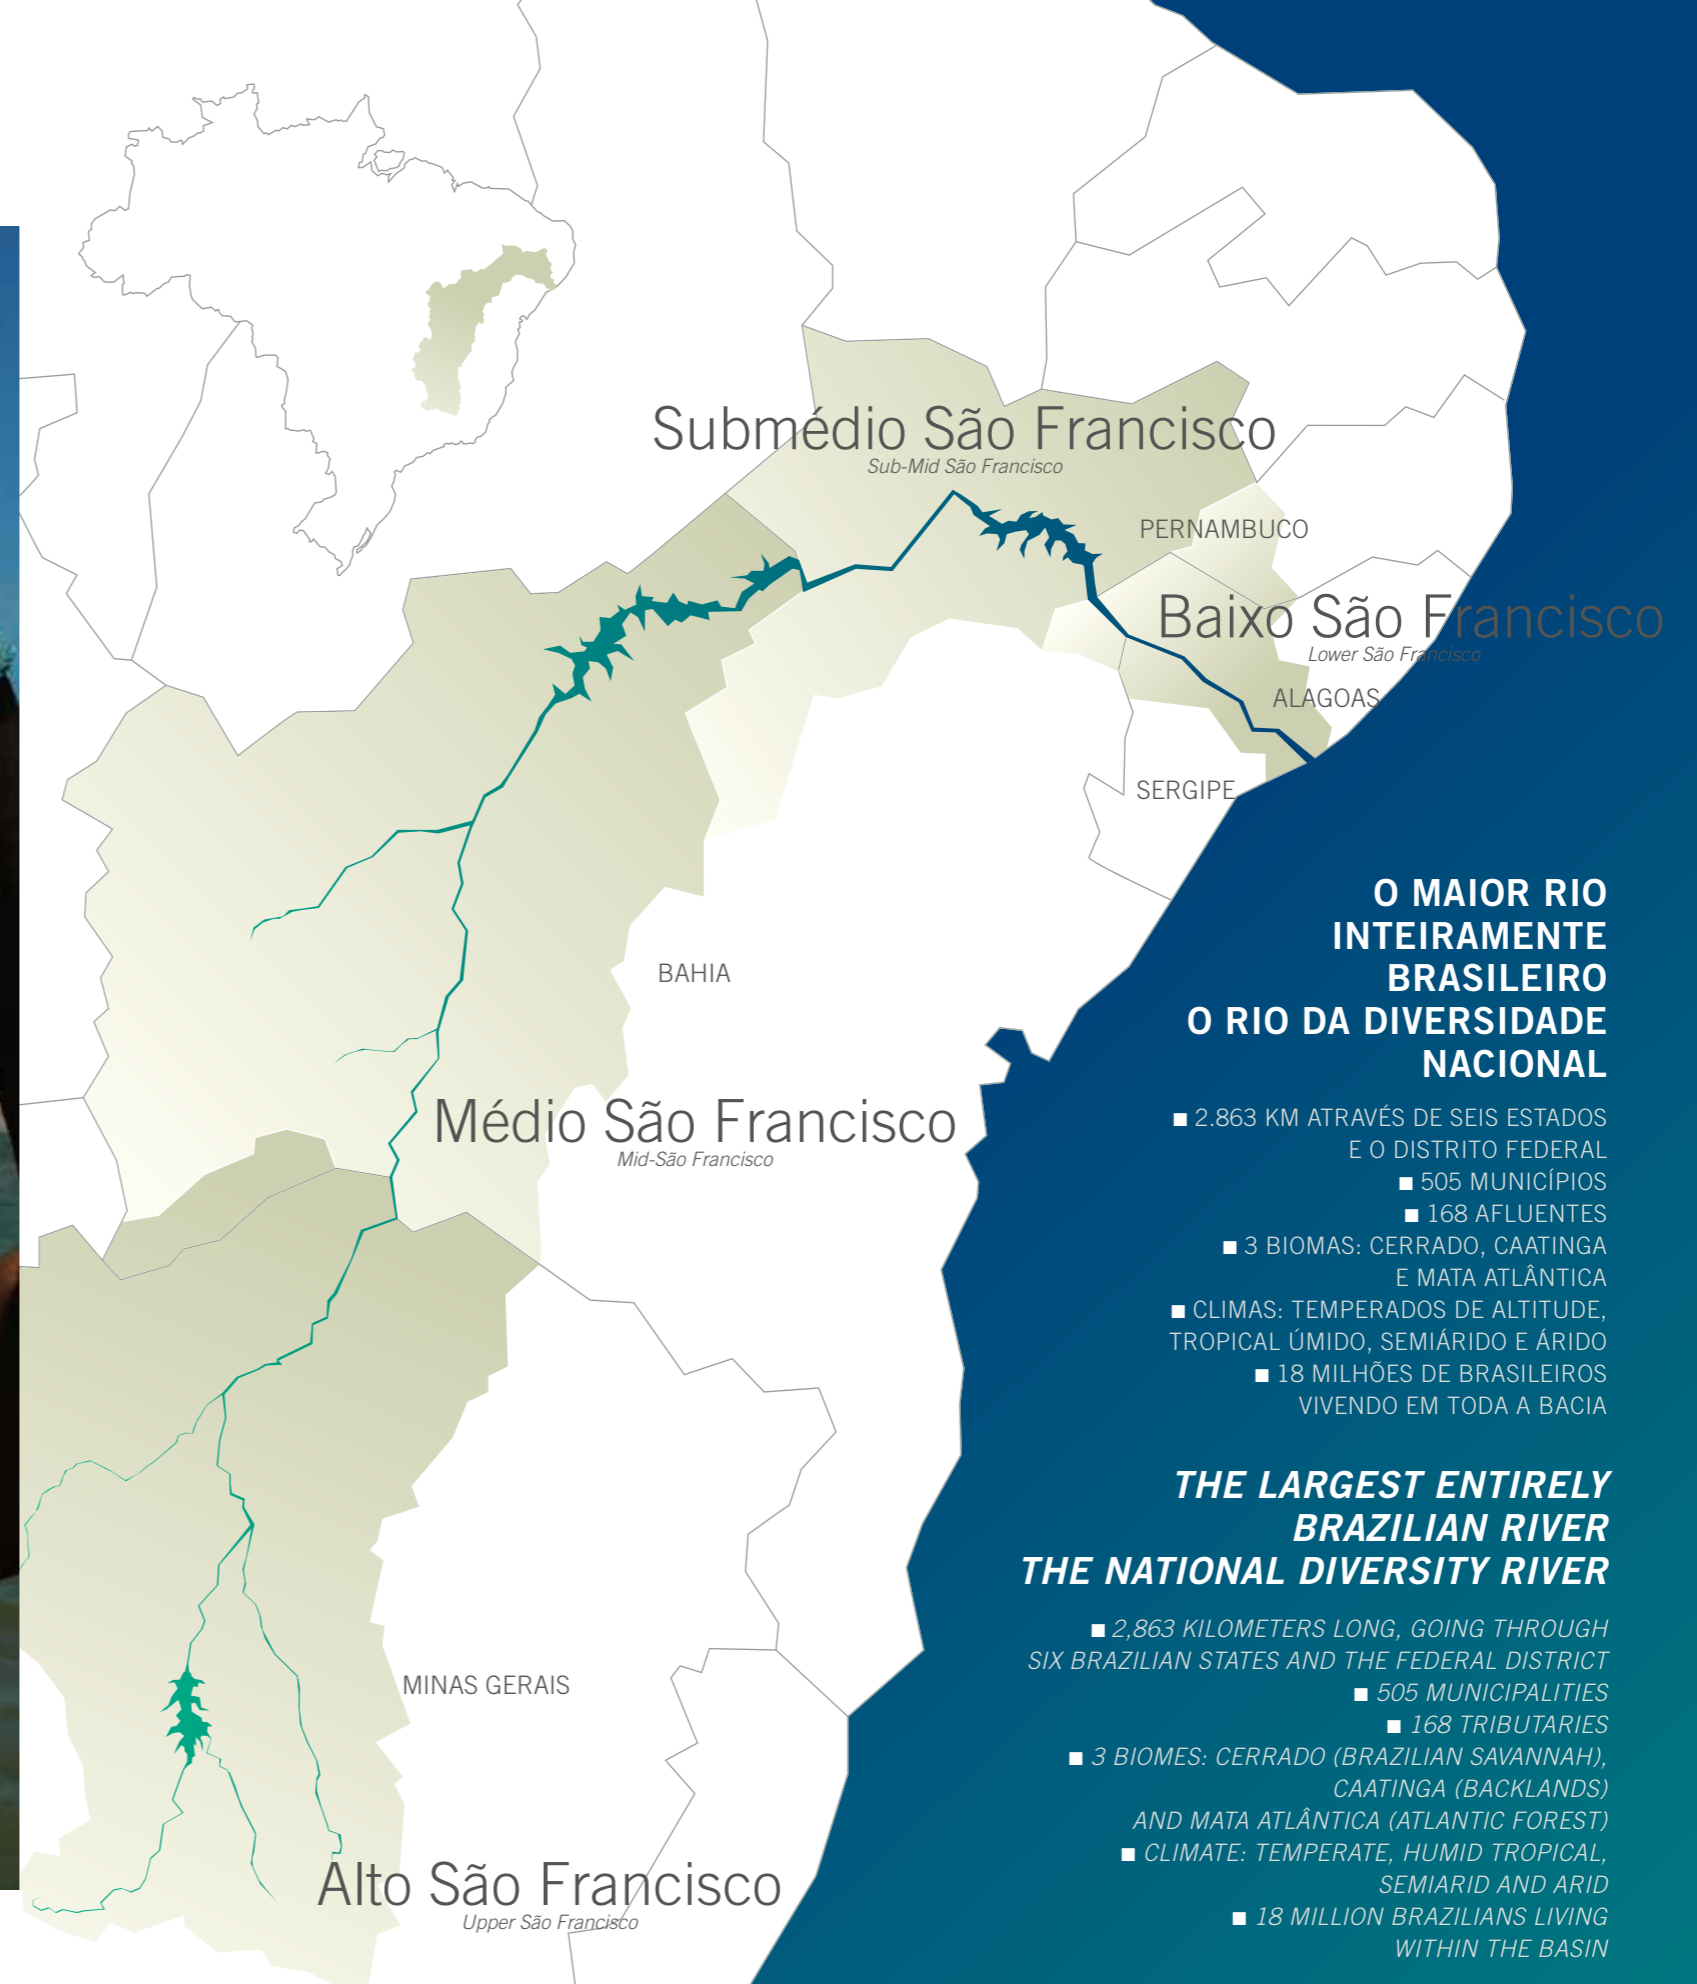 Submédio São Francisco
Sub-Mid São Francisco
PERNAMBUCO
Baixo São Francisco
Lower São Francisco
ALAGOAS
SERGIPE
BAHIA
Médio São Francisco
Mid-São Francisco
MINAS GERAIS
Alto São Francisco
Upper São Francisco
O MAIOR RIO
INTEIRAMENTE
BRASILEIRO
O RIO DA DIVERSIDADE
NACIONAL
■ 2.863 KM ATRAVÉS DE SEIS ESTADOS
E O DISTRITO FEDERAL
■ 505 MUNICÍPIOS
■ 168 AFLUENTES
■ 3 BIOMAS: CERRADO, CAATINGA
E MATA ATLÂNTICA
■ CLIMAS: TEMPERADOS DE ALTITUDE,
TROPICAL ÚMIDO, SEMIÁRIDO E ÁRIDO
■ 18 MILHÕES DE BRASILEIROS
VIVENDO EM TODA A BACIA
THE LARGEST ENTIRELY
BRAZILIAN RIVER
THE NATIONAL DIVERSITY RIVER
■ 2,863 KILOMETERS LONG, GOING THROUGH
SIX BRAZILIAN STATES AND THE FEDERAL DISTRICT
■ 505 MUNICIPALITIES
■ 168 TRIBUTARIES
■ 3 BIOMES: CERRADO (BRAZILIAN SAVANNAH),
CAATINGA (BACKLANDS)
AND MATA ATLÂNTICA (ATLANTIC FOREST)
■ CLIMATE: TEMPERATE, HUMID TROPICAL,
SEMIARID AND ARID
■ 18 MILLION BRAZILIANS LIVING
WITHIN THE BASIN